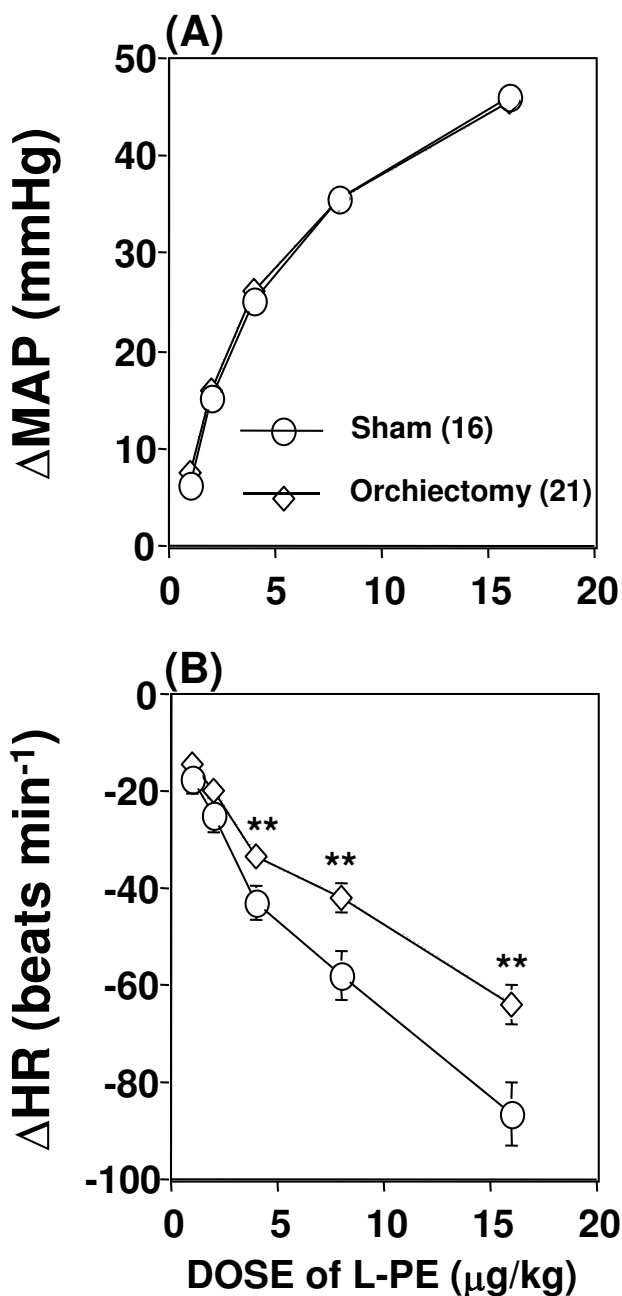 (A)
ΔMAP (mmHg)
50
40
30
20
10
0
Sham (16)
Orchiectomy (21)
0 5 10 15 20
(B)
ΔHR (beats min-1)
0
-20
-40
-60
-80
-100
**
**
**
0 5 10 15 20
DOSE of L-PE (μg/kg)